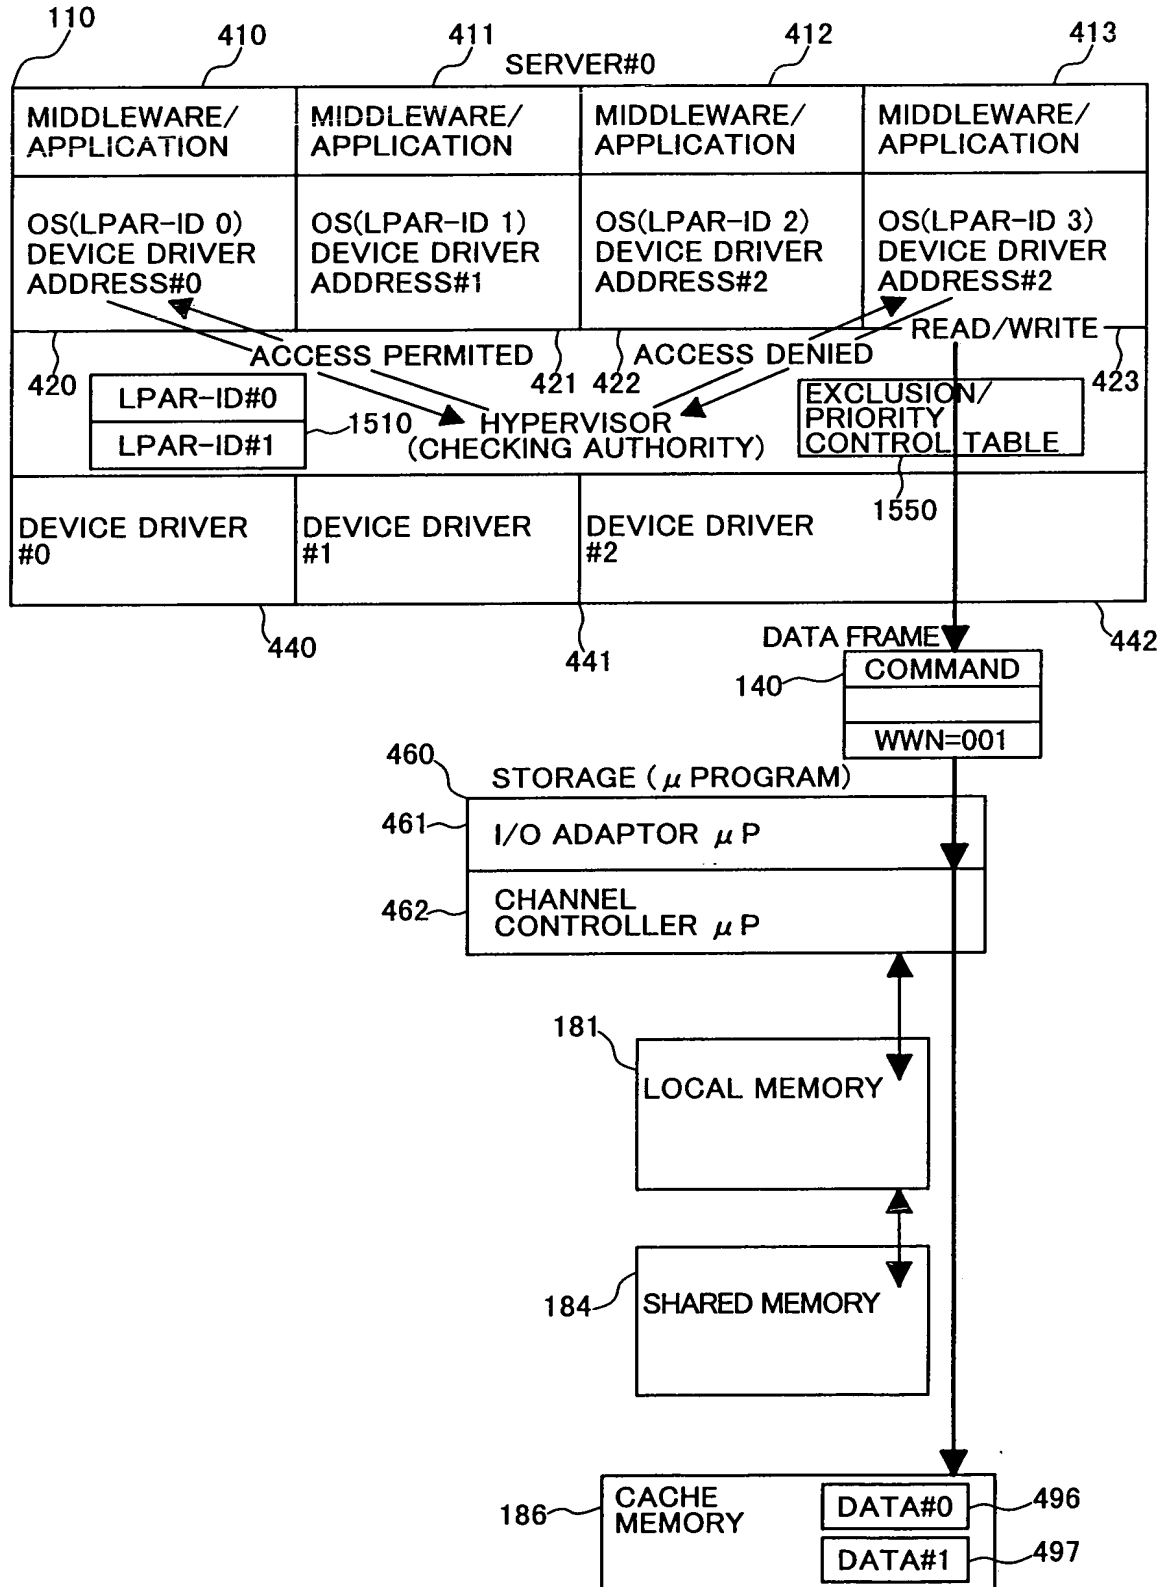 110
410
411
412
413
SERVER#0
MIDDLEWARE/
APPLICATION
MIDDLEWARE/
APPLICATION
MIDDLEWARE/
APPLICATION
MIDDLEWARE/
APPLICATION
OS(LPAR-ID 0)
DEVICE DRIVER
ADDRESS#0
OS(LPAR-ID 1)
DEVICE DRIVER
ADDRESS#1
OS(LPAR-ID 2)
DEVICE DRIVER
ADDRESS#2
OS(LPAR-ID 3)
DEVICE DRIVER
ADDRESS#2
READ/WRITE
ACCESS PERMITED
ACCESS DENIED
420
421
422
423
LPAR-ID#0
LPAR-ID#1
1510
HYPERVISOR
(CHECKING AUTHORITY)
EXCLUSION/
PRIORITY
CONTROL TABLE
1550
DEVICE DRIVER
#0
DEVICE DRIVER
#1
DEVICE DRIVER
#2
440
441
442
DATA FRAME
140
COMMAND
WWN=001
460
STORAGE (μ PROGRAM)
461
I/O ADAPTOR μP
462
CHANNEL
CONTROLLER μP
181
LOCAL MEMORY
184
SHARED MEMORY
186
CACHE
MEMORY
DATA#0
496
DATA#1
497